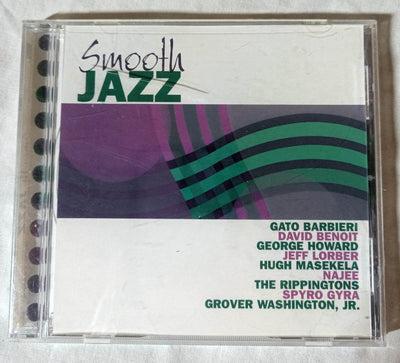 Smooth
JAZZ
GATO BARBIERI
DAVID BENOIT
GEORGE HOWARD
JEFF LORBER
HUGH MASEKELA
NAJEE
THE RIPPINGTONS
SPYRO GYRA
GROVER WASHINGTON, JR.